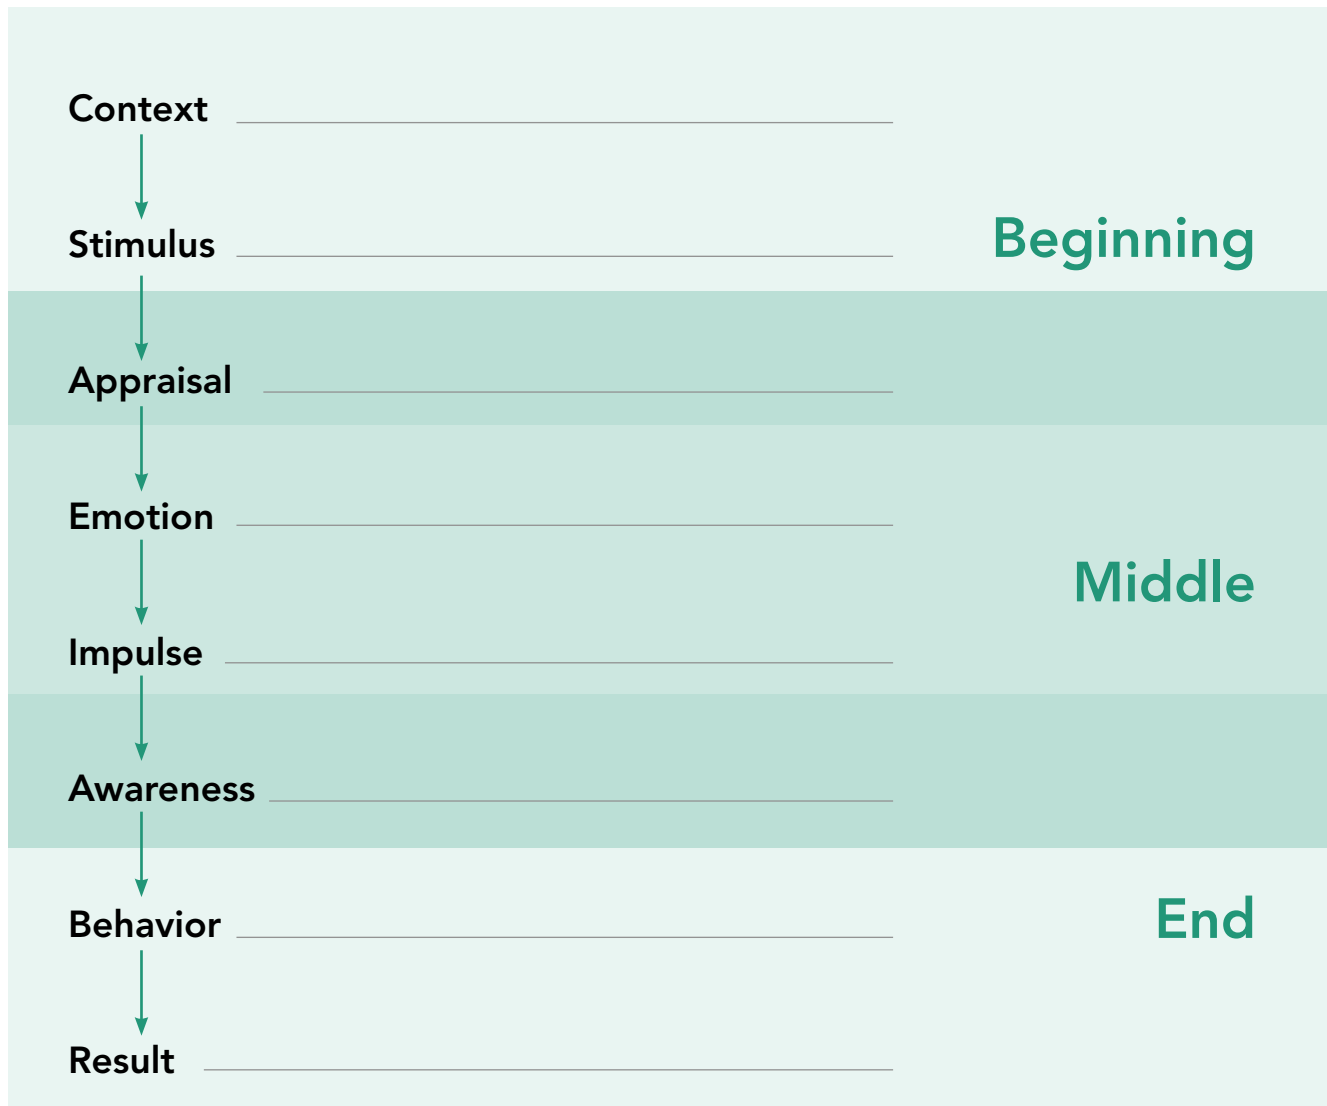 Context
Stimulus
Beginning
Appraisal
Emotion
Middle
Impulse
Awareness
Behavior
End
Result